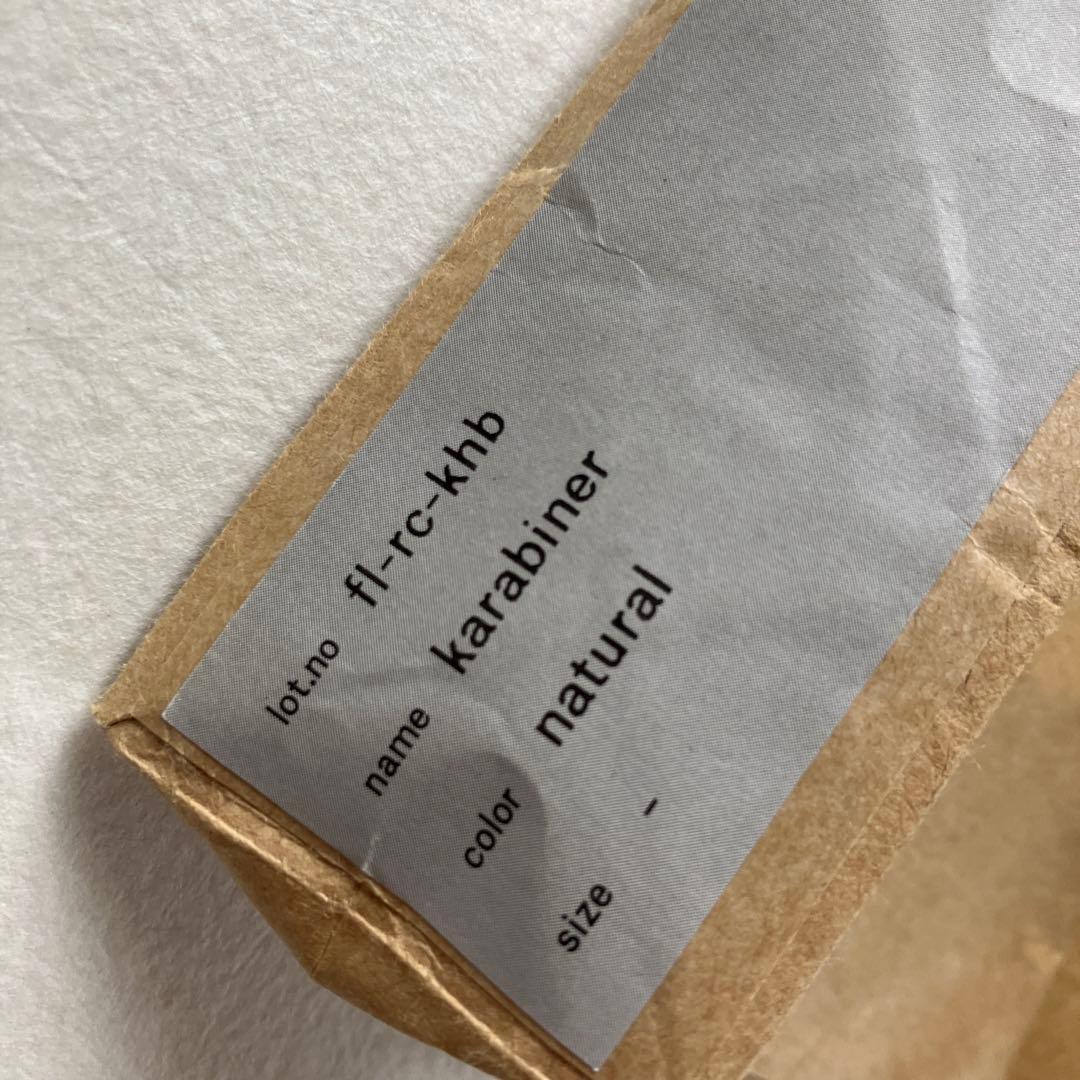 lot.no fl-rc-khb
name karabiner
color natural
size -